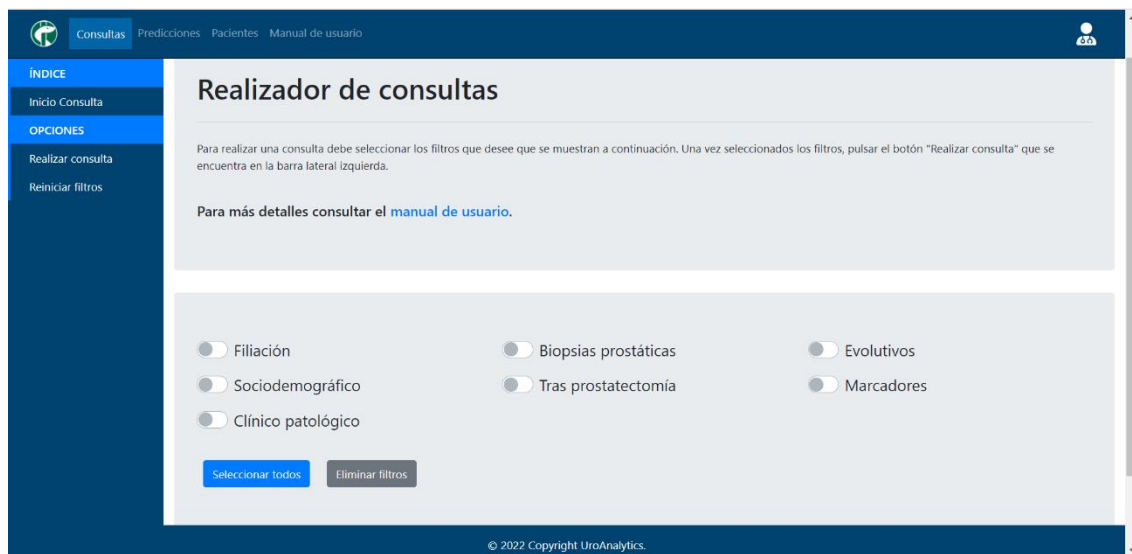 Consultas Predicciones Pacientes Manual de usuario
ÍNDICE
Inicio Consulta
OPCIONES
Realizar consulta
Reiniciar filtros
Realizador de consultas
Para realizar una consulta debe seleccionar los filtros que desee que se muestran a continuación. Una vez seleccionados los filtros, pulsar el botón "Realizar consulta" que se
encuentra en la barra lateral izquierda.
Para más detalles consultar el manual de usuario.
Filiación
Biopsias prostáticas
Evolutivos
Sociodemográfico
Tras prostatectomía
Marcadores
Clínico patológico
Seleccionar todos
Eliminar filtros
© 2022 Copyright UroAnalytics.